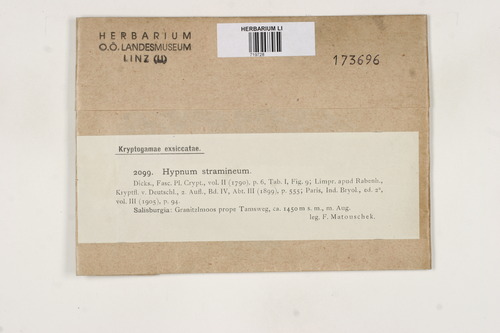 HERBARIUM LI
HERBARIUM
O.Ö. LANDESMUSEUM
LINZ (LI)
173696
Kryptogamae exsiccatae.
2099. Hypnum stramineum.
Dicks., Fasc. Pl. Crypt., vol. II (1790), p. 6, Tab. I, Fig. 9; Limpr. apud Rabenh.,
Kryptfl. v. Deutschl., 2. Aufl., Bd. IV, Abt. III (1899), p. 335; Paris, Ind. Bryol., ed. 2ª,
vol. III (1905), p. 94.
Salisburgia: Granitzlmoos prope Tamsweg, ca. 1450 m s. m., m. Aug.
leg. F. Matouschek.